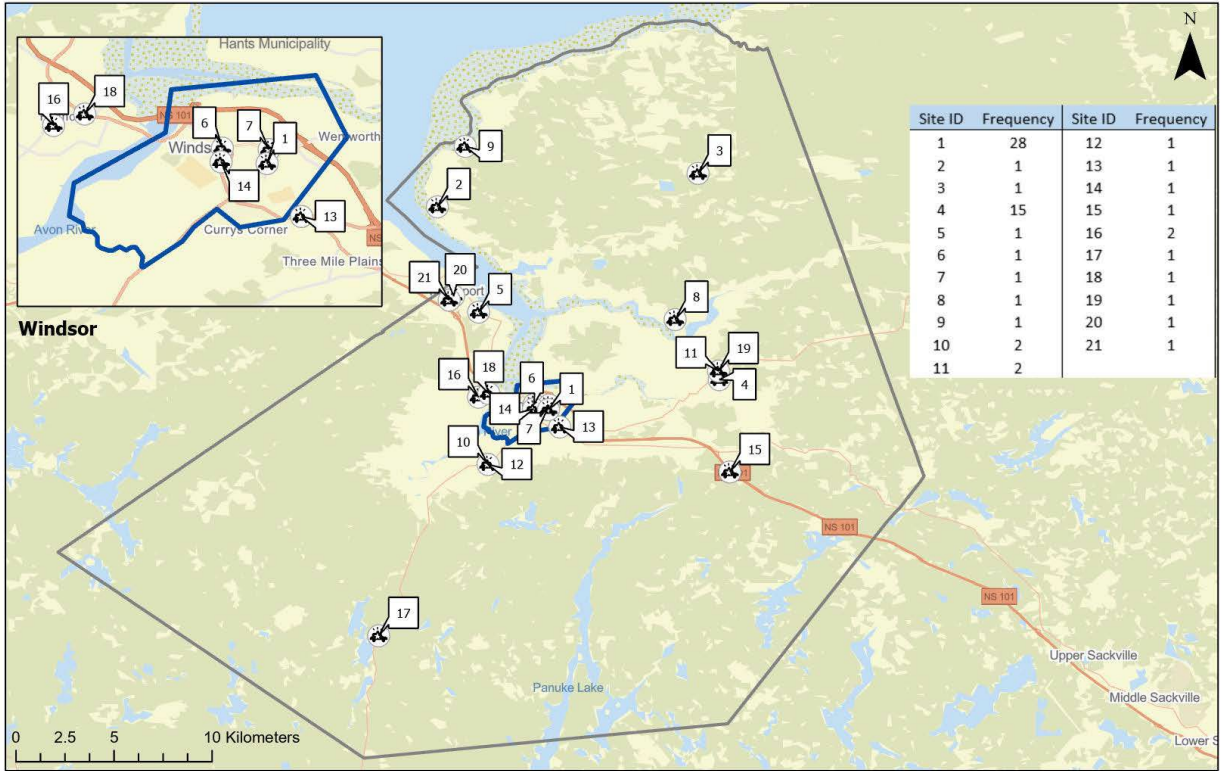 Hants Municipality
16
18
NS 101
6
7
1
Wentworth
14
13
Avon River
Currys Corner
Three Mile Plains
Windsor
N
Site ID Frequency Site ID Frequency
1 28 12 1
2 1 13 1
3 1 14 1
4 15 15 1
5 1 16 2
6 1 17 1
7 1 18 1
8 1 19 1
9 1 20 1
10 2 21 1
11 2
9
3
2
21
20
5
8
11
19
4
16
18
6
1
14
7
13
10
12
15
NS 101
NS 101
17
Panuke Lake
Upper Sackville
Middle Sackville
0 2.5 5 10 Kilometers